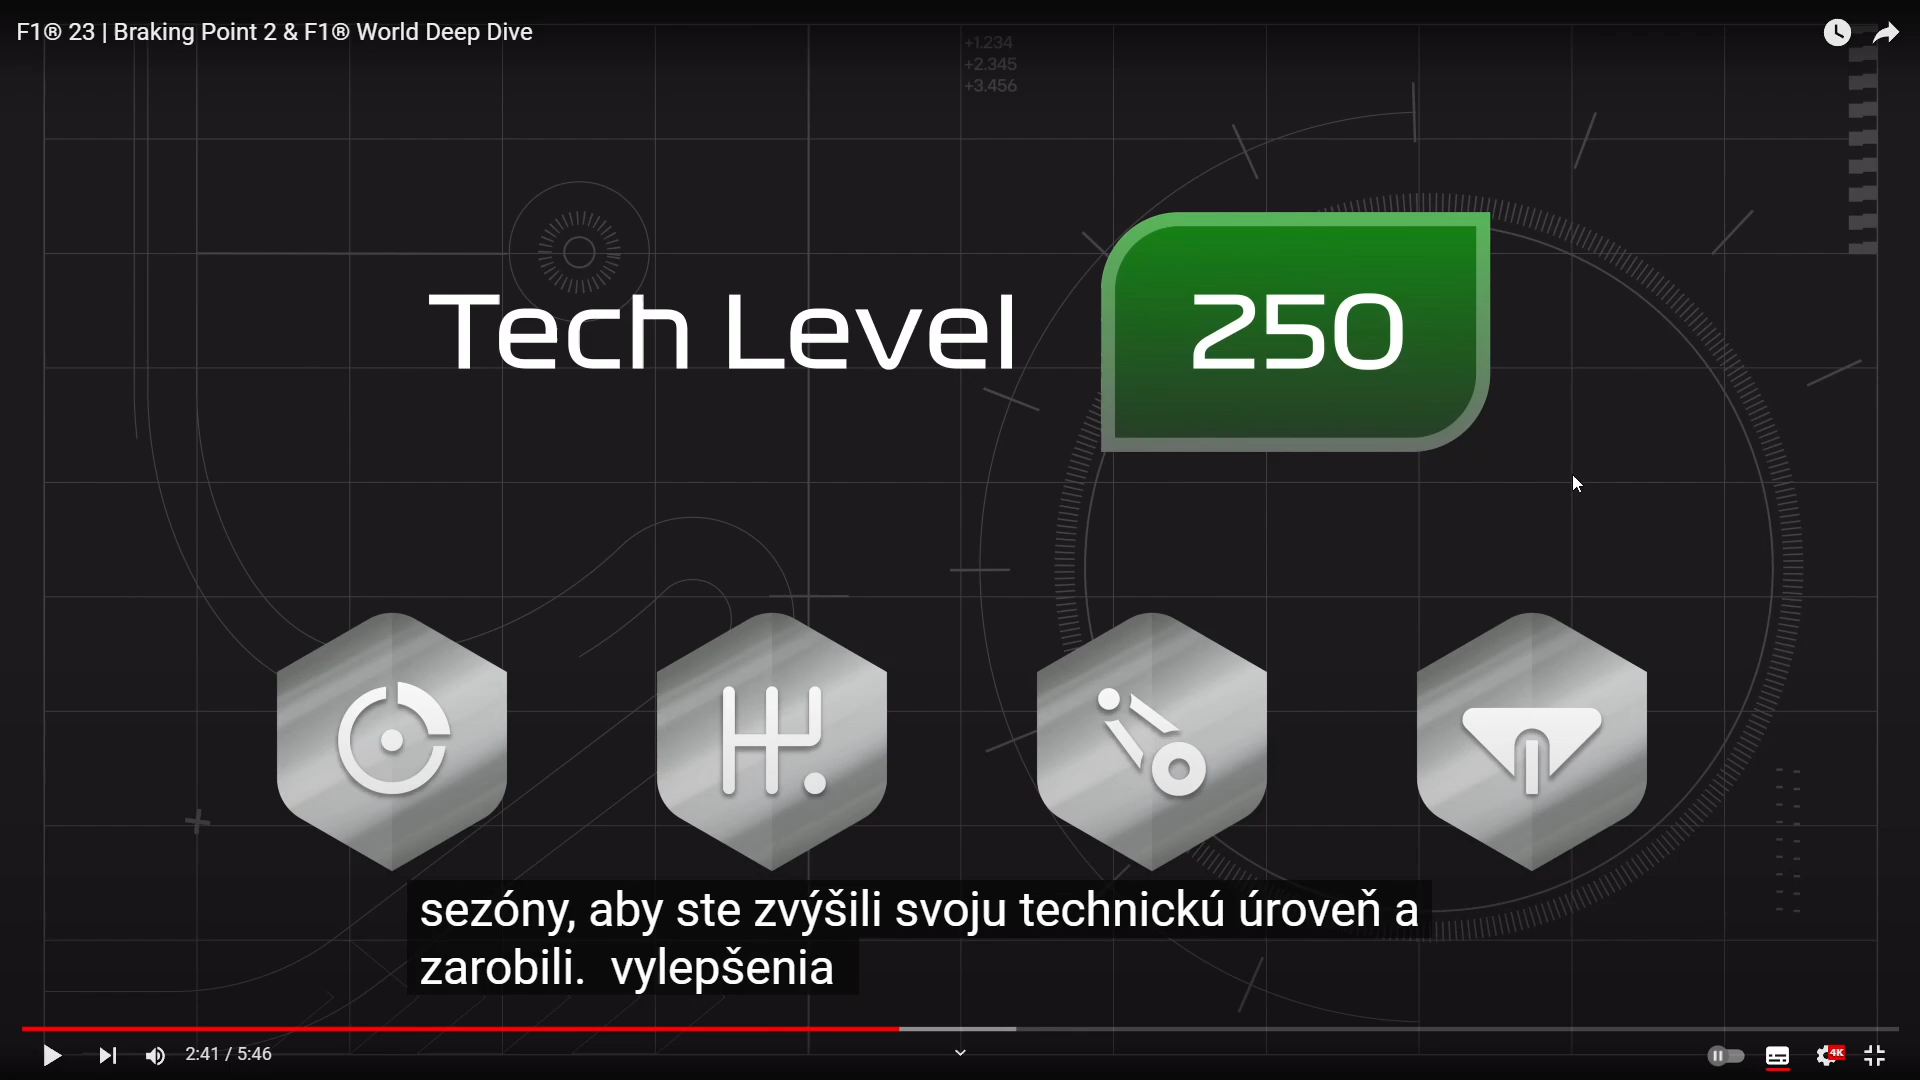 F1® 23 | Braking Point 2 & F1® World Deep Dive
+1.234
+2.345
+3.456
Tech Level
250
sezóny, aby ste zvýšili svoju technickú úroveň a
zarobili.  vylepšenia
2:41 / 5:46
4K